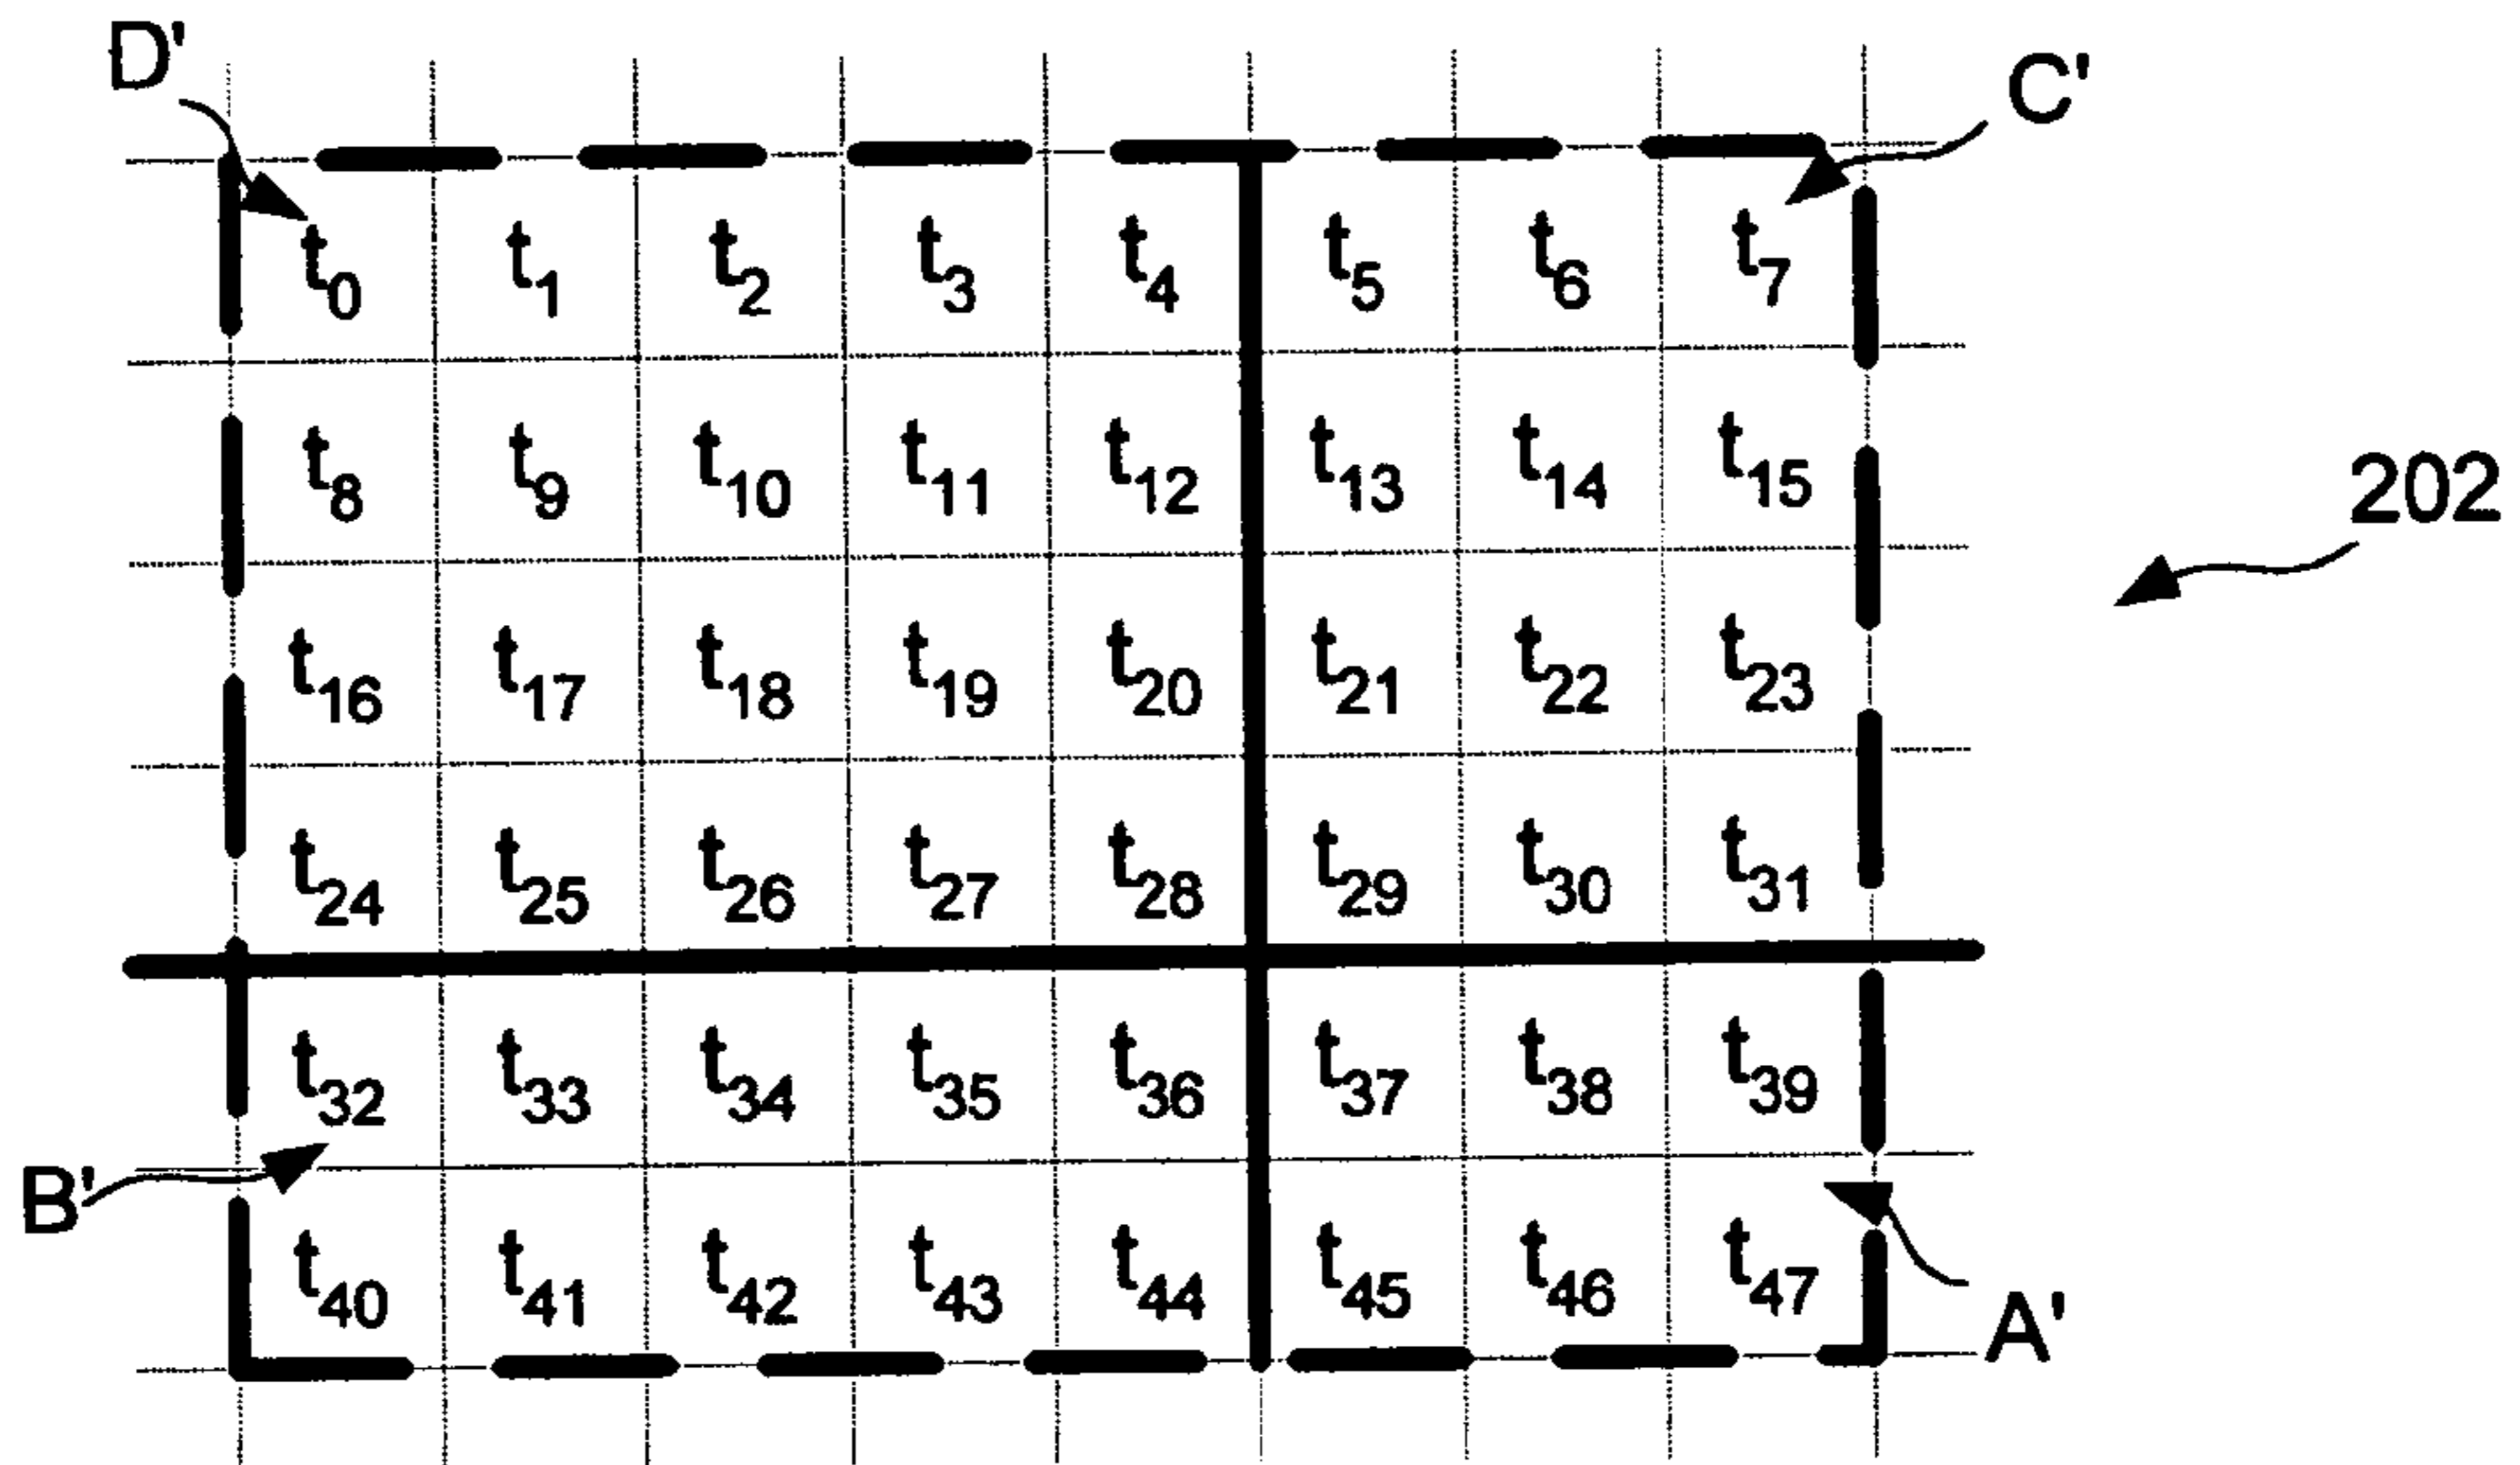 D'
C'
t0 t1 t2 t3 t4 t5 t6 t7
t8 t9 t10 t11 t12 t13 t14 t15
202
t16 t17 t18 t19 t20 t21 t22 t23
t24 t25 t26 t27 t28 t29 t30 t31
t32 t33 t34 t35 t36 t37 t38 t39
B'
t40 t41 t42 t43 t44 t45 t46 t47
A'